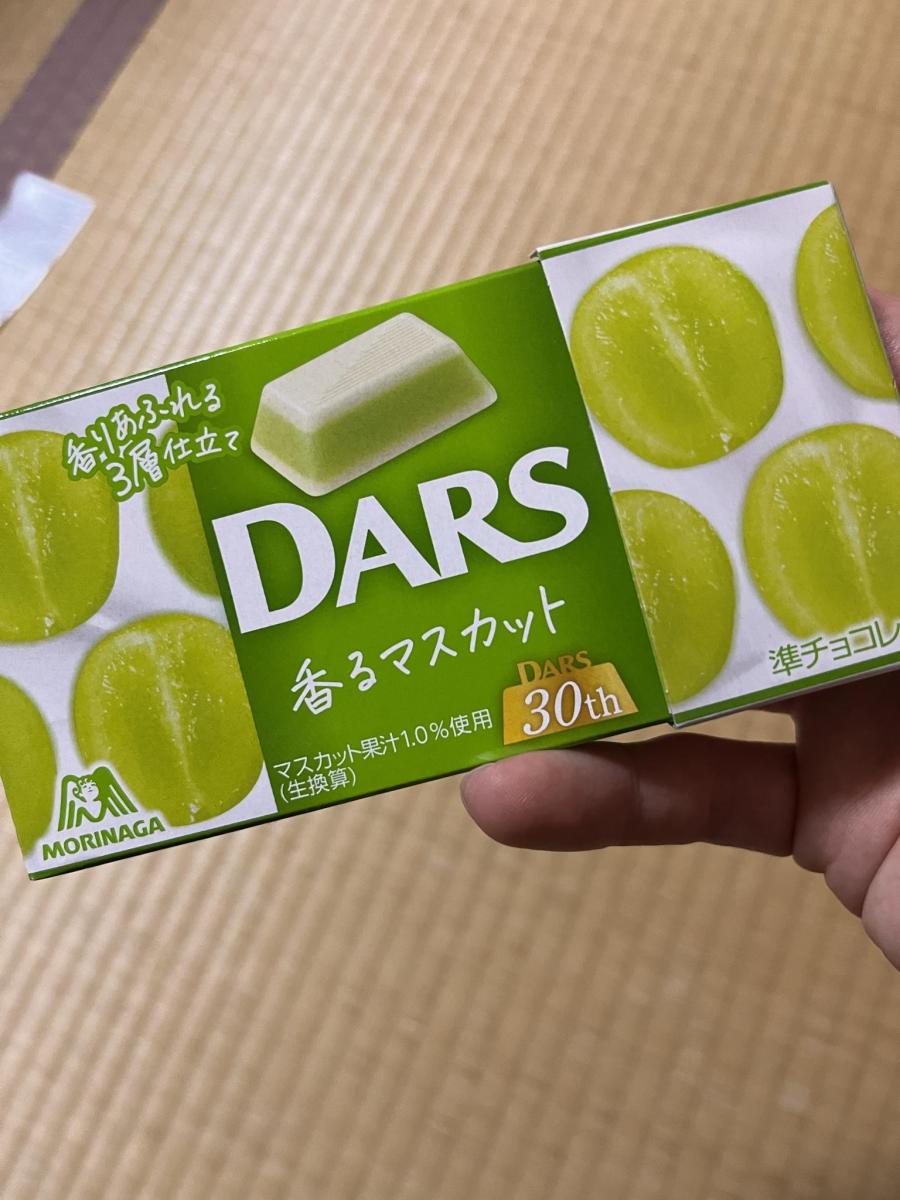 香りあふれる
3層仕立て
DARS
香るマスカット
DARS
30th
マスカット果汁1.0%使用
(生換算)
MORINAGA
準チョコレ